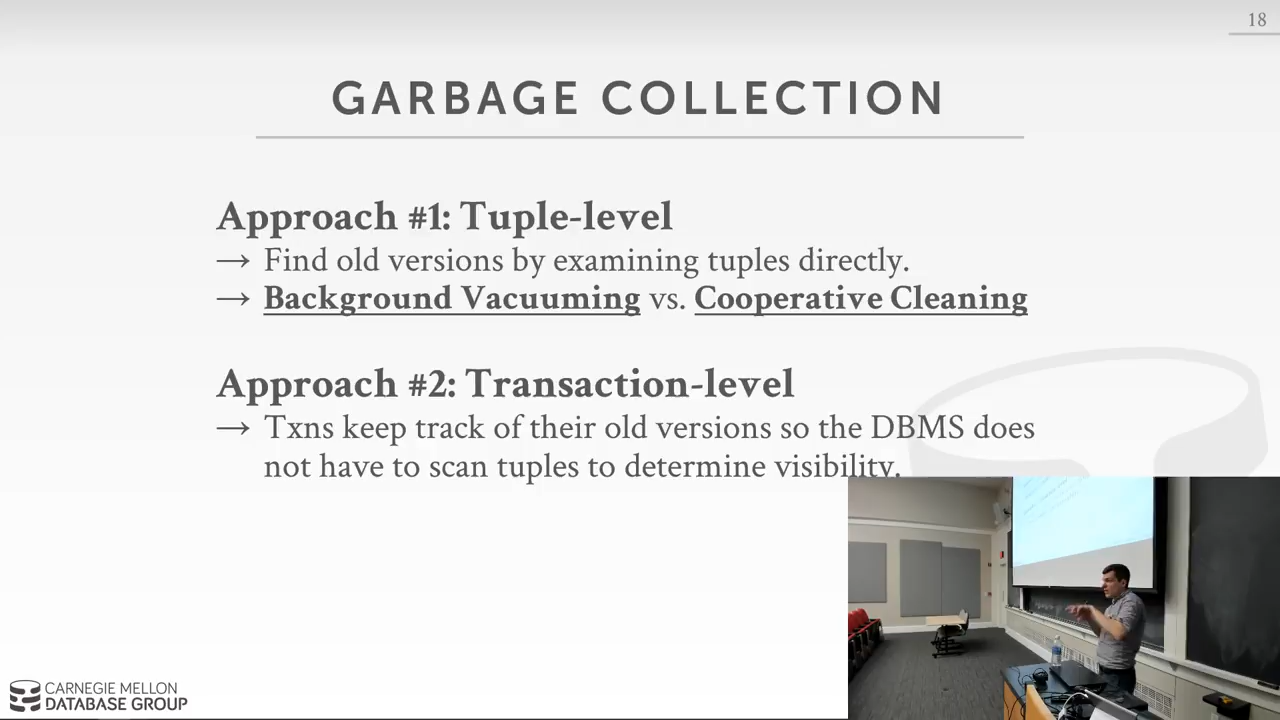 18
GARBAGE COLLECTION
Approach #1: Tuple-level
→ Find old versions by examining tuples directly.
→ Background Vacuuming vs. Cooperative Cleaning
Approach #2: Transaction-level
→ Txns keep track of their old versions so the DBMS does
not have to scan tuples to determine visibility.
CARNEGIE MELLON
DATABASE GROUP